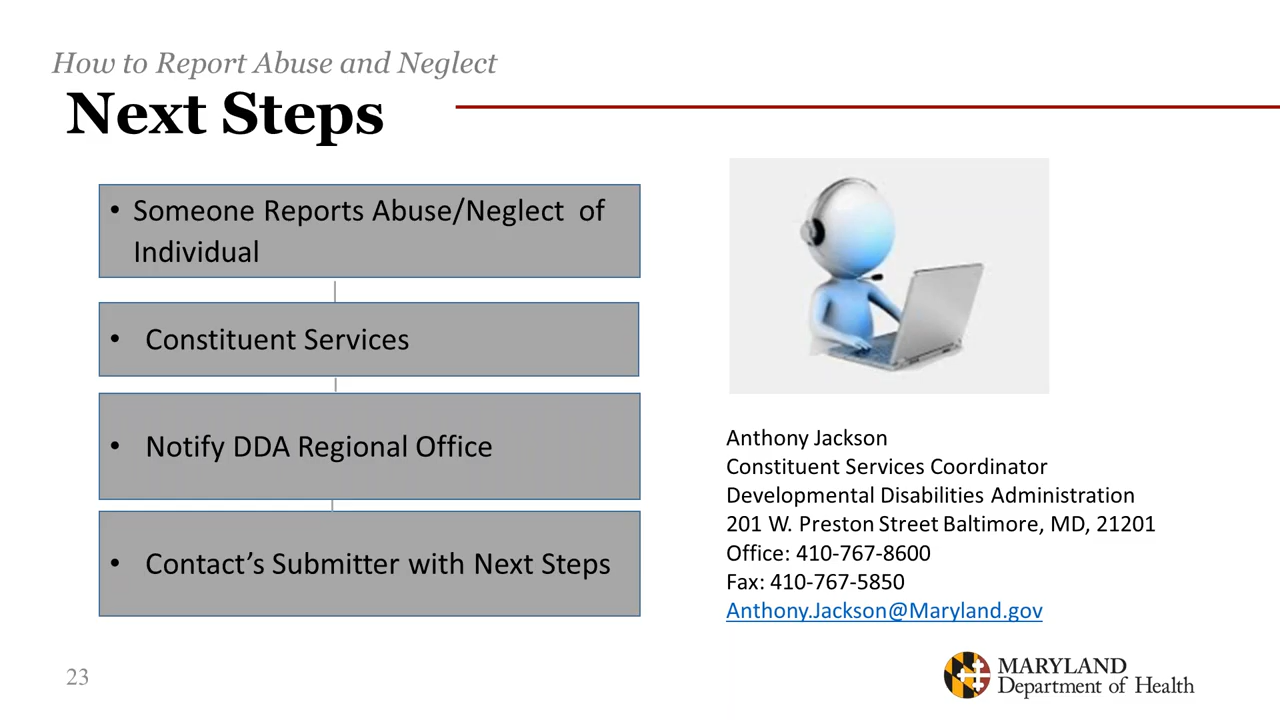 How to Report Abuse and Neglect
Next Steps
• Someone Reports Abuse/Neglect of
Individual
• Constituent Services
• Notify DDA Regional Office
• Contact’s Submitter with Next Steps
Anthony Jackson
Constituent Services Coordinator
Developmental Disabilities Administration
201 W. Preston Street Baltimore, MD, 21201
Office: 410-767-8600
Fax: 410-767-5850
Anthony.Jackson@Maryland.gov
23
MARYLAND
Department of Health